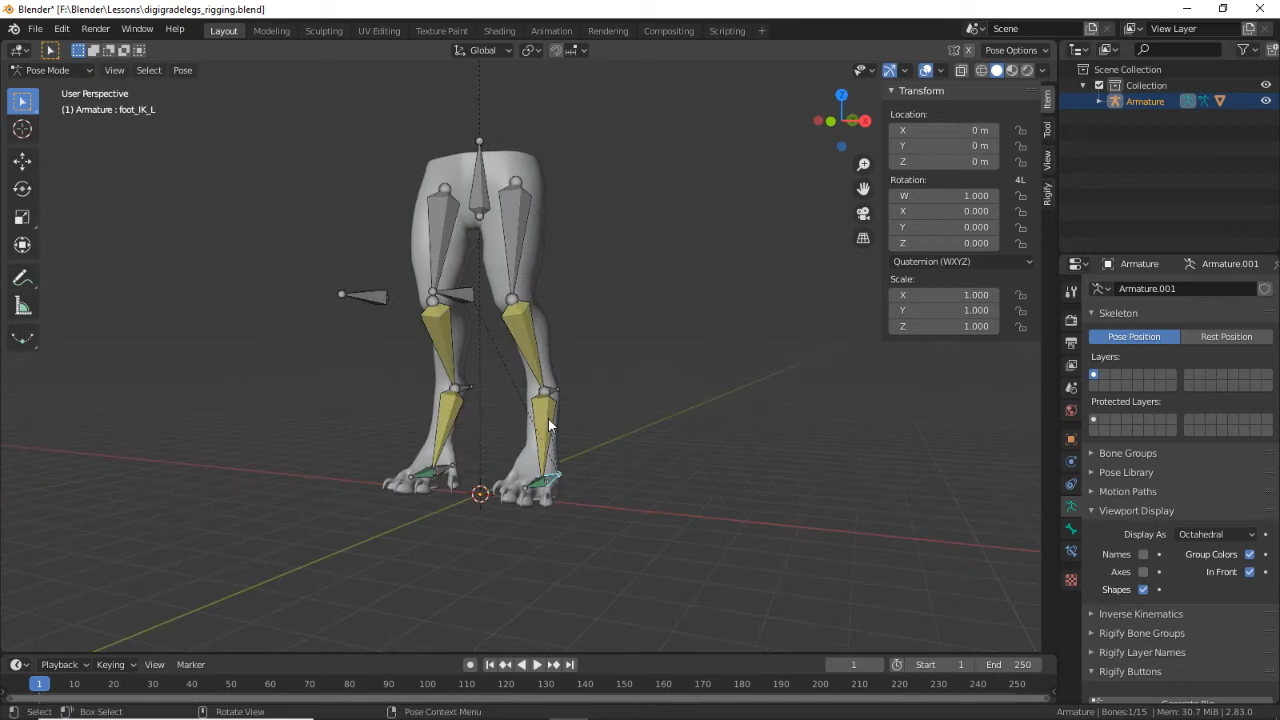 Blender* [F:\Blender\Lessons\digigradelegs_rigging.blend]
File Edit Render Window Help
Layout Modeling Sculpting UV Editing Texture Paint Shading Animation Rendering Compositing Scripting +
Scene
View Layer
Global
X
Pose Options
Pose Mode View Select Pose
User Perspective
(1) Armature : foot_IK_L
Z
X
Transform
Location:
X 0 m
Y 0 m
Z 0 m
Rotation: 4L
W 1.000
X 0.000
Y 0.000
Z 0.000
Quaternion (WXYZ)
Scale:
X 1.000
Y 1.000
Z 1.000
Item
Tool
View
Rigify
Scene Collection
Collection
Armature
Armature
Armature.001
Armature.001
Skeleton
Pose Position Rest Position
Layers:
Protected Layers:
Bone Groups
Pose Library
Motion Paths
Viewport Display
Display As Octahedral
Names Group Colors
Axes In Front
Shapes
Inverse Kinematics
Rigify Bone Groups
Rigify Layer Names
Rigify Buttons
Generate Rig
Playback Keying View Marker
1
Start 1
End 250
1 10 20 30 40 50 60 70 80 90 100 110 120 130 140 150 160 170 180 190 200 210 220 230 240 250
Select Box Select Rotate View Pose Context Menu
Armature | Bones:1/15 | Mem: 30.7 MiB | 2.83.0